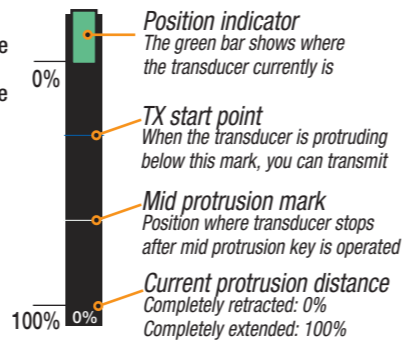 Position indicator
e
The green bar shows where
the transducer currently is
0%
e
TX start point
When the transducer is protruding
below this mark, you can transmit
Mid protrusion mark
Position where transducer stops
after mid protrusion key is operated
Current protrusion distance
Completely retracted: 0%
100%
0%
Completely extended: 100%